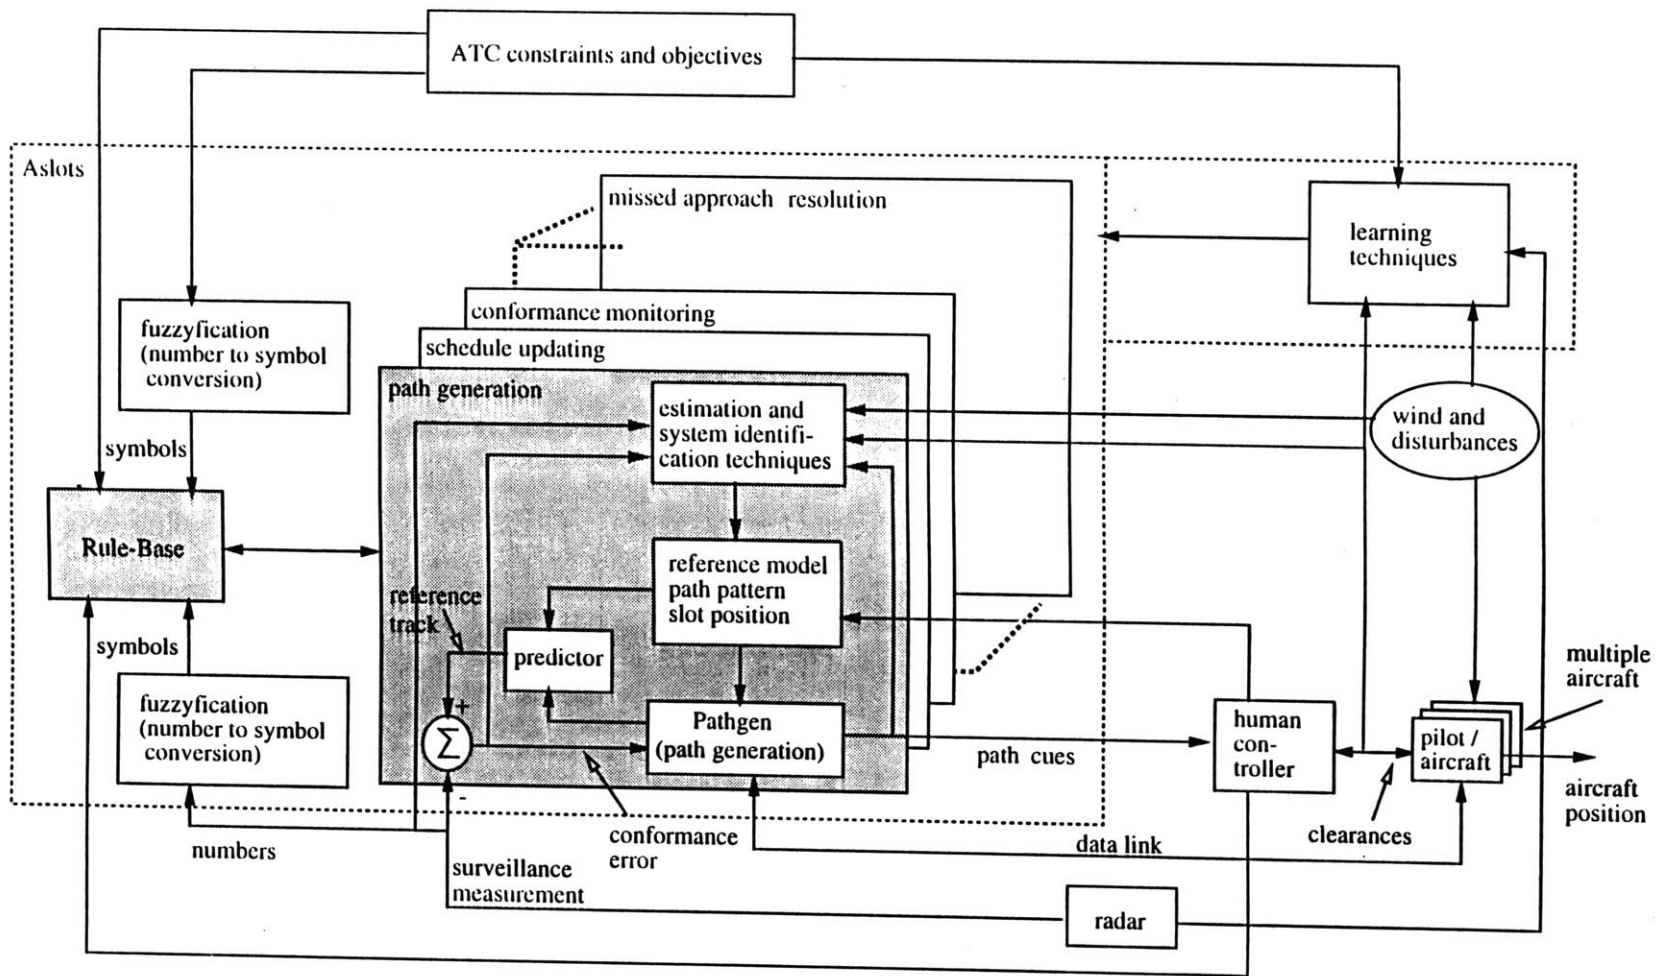 ATC constraints and objectives
Aslots
missed approach resolution
learning
techniques
conformance monitoring
schedule updating
path generation
fuzzyfication
(number to symbol
conversion)
symbols
estimation and
system identifi-
cation techniques
wind and
disturbances
Rule-Base
reference model
path pattern
slot position
reference
track
predictor
symbols
fuzzyfication
(number to symbol
conversion)
+
Σ
-
Pathgen
(path generation)
path cues
human
con-
troller
pilot /
aircraft
multiple
aircraft
aircraft
position
clearances
numbers
conformance
error
data link
surveillance
measurement
radar